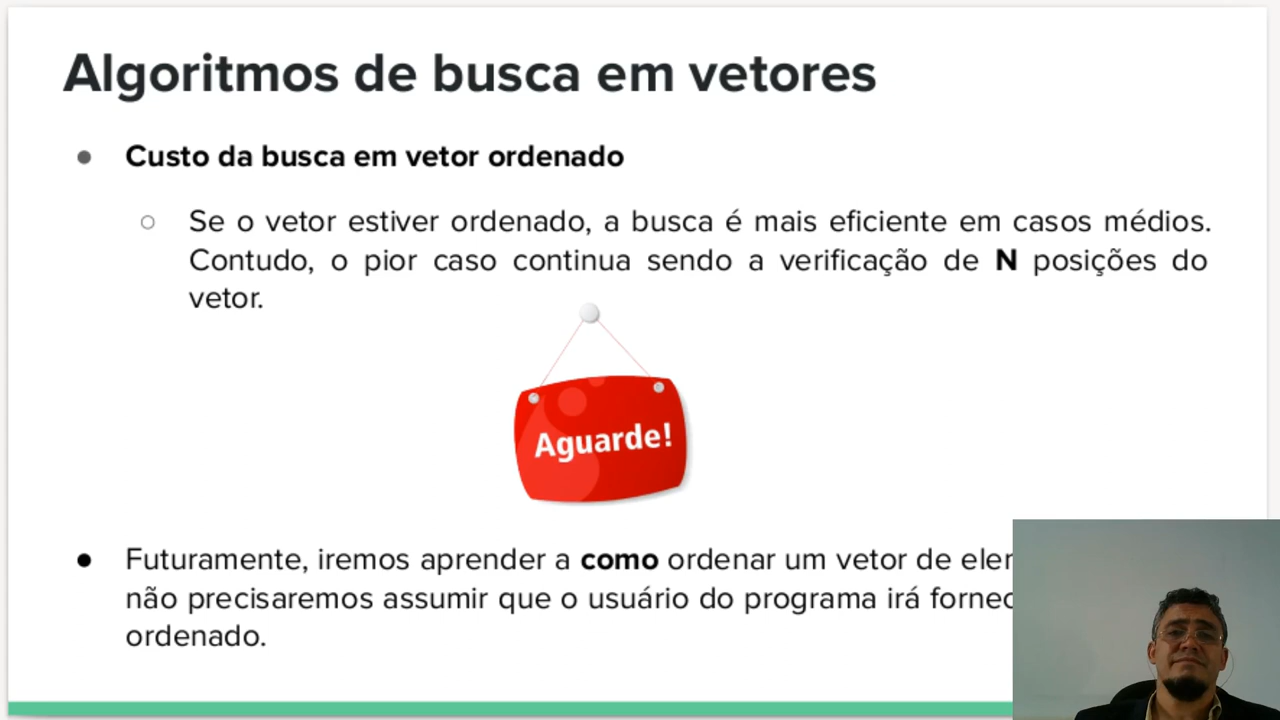 Algoritmos de busca em vetores
Custo da busca em vetor ordenado
Se o vetor estiver ordenado, a busca é mais eficiente em casos médios.
Contudo, o pior caso continua sendo a verificação de N posições do
vetor.
Aguarde!
Futuramente, iremos aprender a como ordenar um vetor de
não precisaremos assumir que o usuário do programa irá
ordenado.